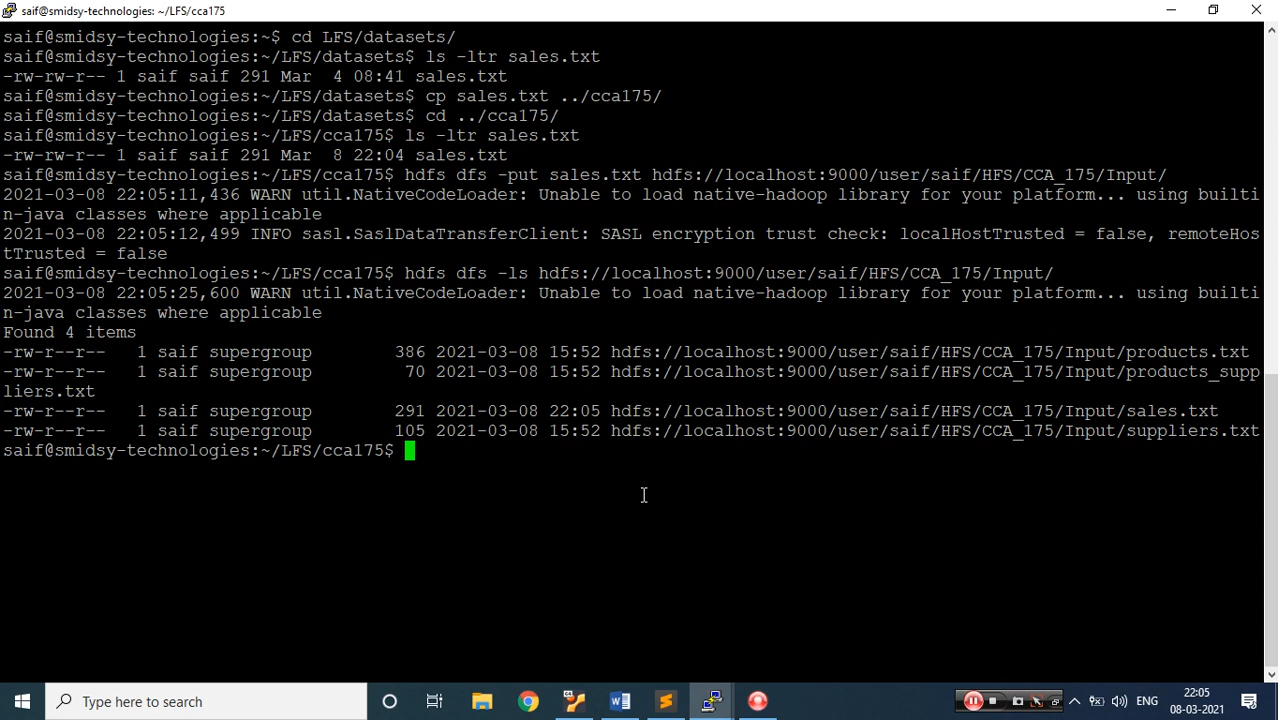 saif@smidsy-technologies: ~/LFS/cca175
saif@smidsy-technologies:~$ cd LFS/datasets/
saif@smidsy-technologies:~/LFS/datasets$ ls -ltr sales.txt
-rw-rw-r-- 1 saif saif 291 Mar  4 08:41 sales.txt
saif@smidsy-technologies:~/LFS/datasets$ cp sales.txt ../cca175/
saif@smidsy-technologies:~/LFS/datasets$ cd ../cca175/
saif@smidsy-technologies:~/LFS/cca175$ ls -ltr sales.txt
-rw-rw-r-- 1 saif saif 291 Mar  8 22:04 sales.txt
saif@smidsy-technologies:~/LFS/cca175$ hdfs dfs -put sales.txt hdfs://localhost:9000/user/saif/HFS/CCA_175/Input/
2021-03-08 22:05:11,436 WARN util.NativeCodeLoader: Unable to load native-hadoop library for your platform... using builti
n-java classes where applicable
2021-03-08 22:05:12,499 INFO sasl.SaslDataTransferClient: SASL encryption trust check: localHostTrusted = false, remoteHos
tTrusted = false
saif@smidsy-technologies:~/LFS/cca175$ hdfs dfs -ls hdfs://localhost:9000/user/saif/HFS/CCA_175/Input/
2021-03-08 22:05:25,600 WARN util.NativeCodeLoader: Unable to load native-hadoop library for your platform... using builti
n-java classes where applicable
Found 4 items
-rw-r--r--   1 saif supergroup        386 2021-03-08 15:52 hdfs://localhost:9000/user/saif/HFS/CCA_175/Input/products.txt
-rw-r--r--   1 saif supergroup         70 2021-03-08 15:52 hdfs://localhost:9000/user/saif/HFS/CCA_175/Input/products_supp
liers.txt
-rw-r--r--   1 saif supergroup        291 2021-03-08 22:05 hdfs://localhost:9000/user/saif/HFS/CCA_175/Input/sales.txt
-rw-r--r--   1 saif supergroup        105 2021-03-08 15:52 hdfs://localhost:9000/user/saif/HFS/CCA_175/Input/suppliers.txt
saif@smidsy-technologies:~/LFS/cca175$
Type here to search
ENG
22:05
08-03-2021